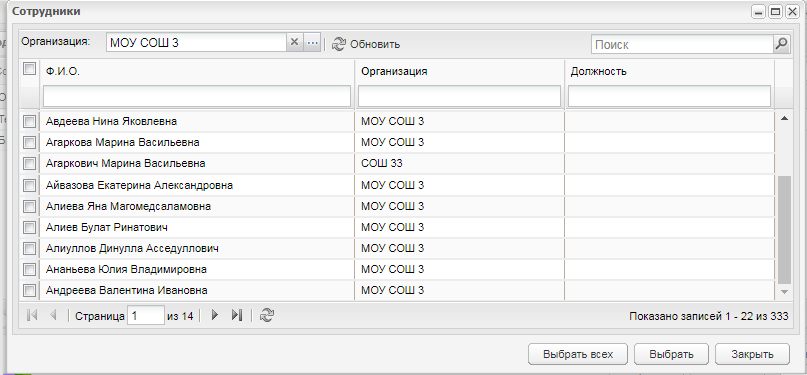 Сотрудники
Организация: МОУ СОШ 3 Обновить Поиск
Ф.И.О. Организация Должность
Авдеева Нина Яковлевна МОУ СОШ 3
Агаркова Марина Васильевна МОУ СОШ 3
Агаркович Марина Васильевна СОШ 33
Айвазова Екатерина Александровна МОУ СОШ 3
Алиева Яна Магомедсаламовна МОУ СОШ 3
Алиев Булат Ринатович МОУ СОШ 3
Алиуллов Динулла Асседуллович МОУ СОШ 3
Ананьева Юлия Владимировна МОУ СОШ 3
Андреева Валентина Ивановна МОУ СОШ 3
Страница 1 из 14 Показано записей 1 - 22 из 333
Выбрать всех Выбрать Закрыть